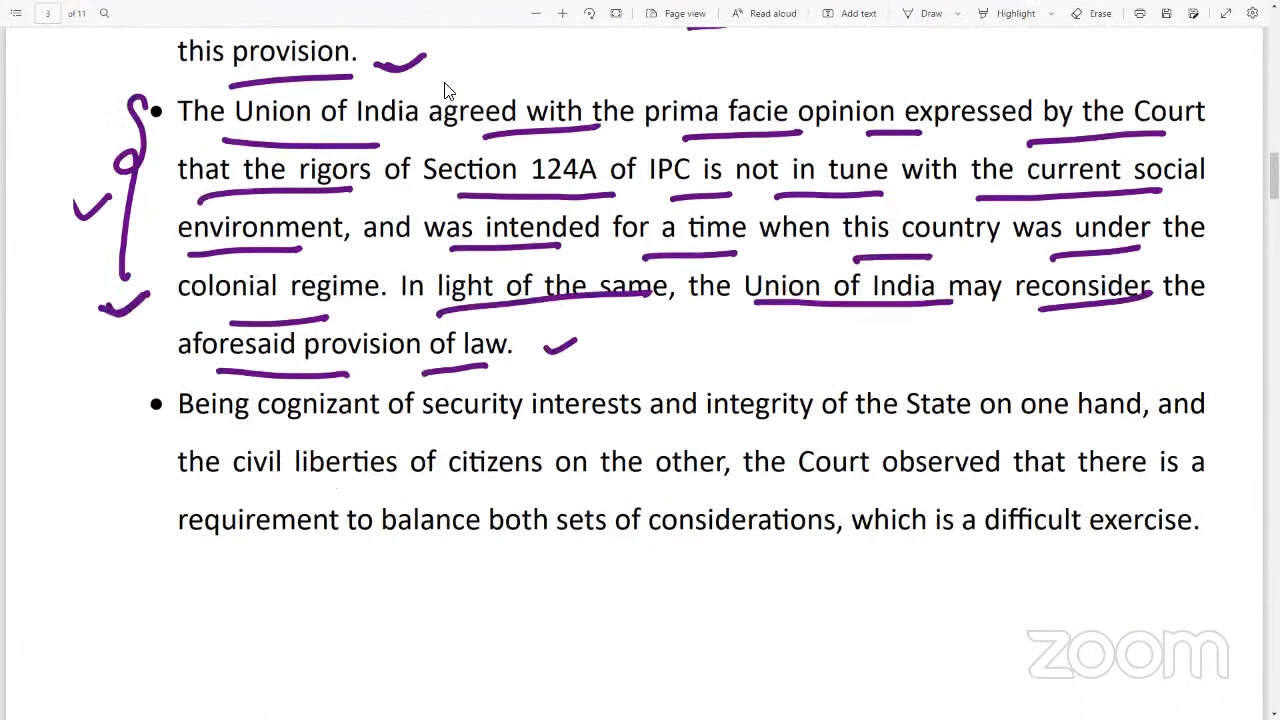 3 of 11 Page view Read aloud Add text Draw Highlight Erase
this provision.
• The Union of India agreed with the prima facie opinion expressed by the Court
that the rigors of Section 124A of IPC is not in tune with the current social
environment, and was intended for a time when this country was under the
colonial regime. In light of the same, the Union of India may reconsider the
aforesaid provision of law.
• Being cognizant of security interests and integrity of the State on one hand, and
the civil liberties of citizens on the other, the Court observed that there is a
requirement to balance both sets of considerations, which is a difficult exercise.
zoom